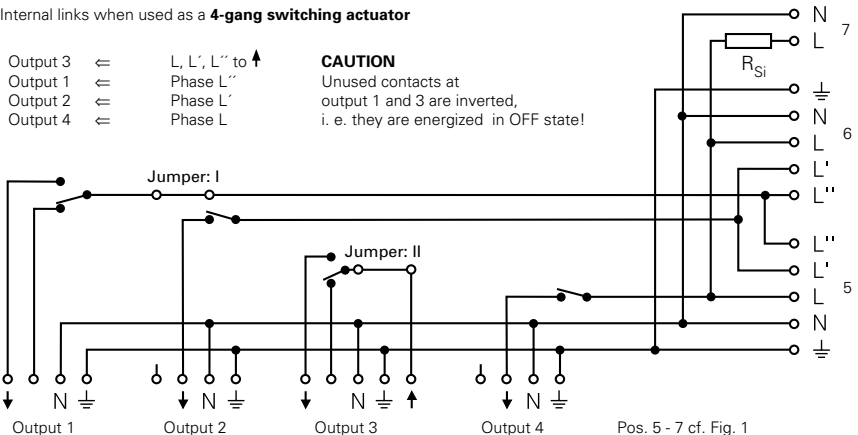 Internal links when used as a 4-gang switching actuator
Output 3 ⇐ L, L´, L´´ to ↑
Output 1 ⇐ Phase L´´
Output 2 ⇐ Phase L´
Output 4 ⇐ Phase L
CAUTION
Unused contacts at
output 1 and 3 are inverted,
i. e. they are energized in OFF state!
N
7
L
RSi
N
6
L
L'
L''
L''
L'
L
5
N
Jumper: I
Jumper: II
N
N
N
N
Output 1
Output 2
Output 3
Output 4
Pos. 5 - 7 cf. Fig. 1